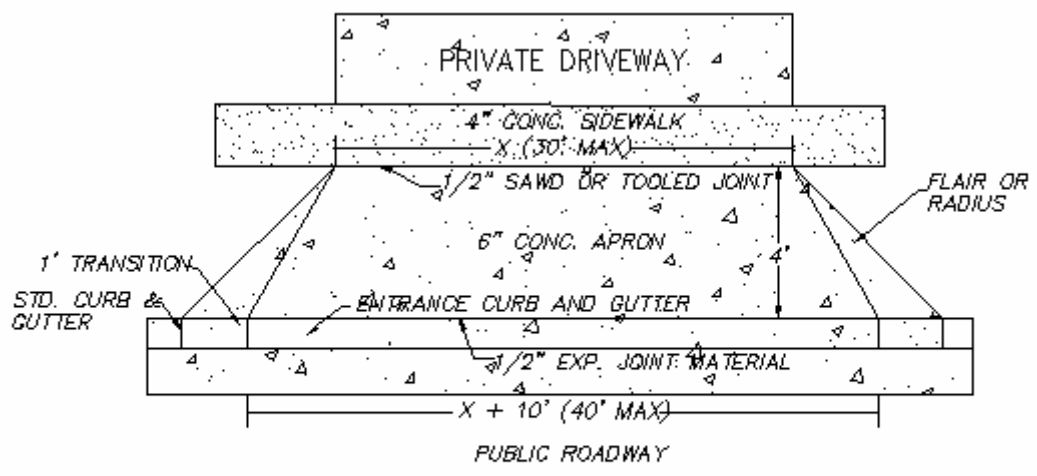 PRIVATE DRIVEWAY
4" CONC. SIDEWALK
X (30' MAX)
1/2" SAWD OR TOOLED JOINT
FLAIR OR
RADIUS
6" CONC. APRON
4'
1' TRANSITION
STD. CURB &
GUTTER
ENTRANCE CURB AND GUTTER
1/2" EXP. JOINT MATERIAL
X + 10' (40' MAX)
PUBLIC ROADWAY